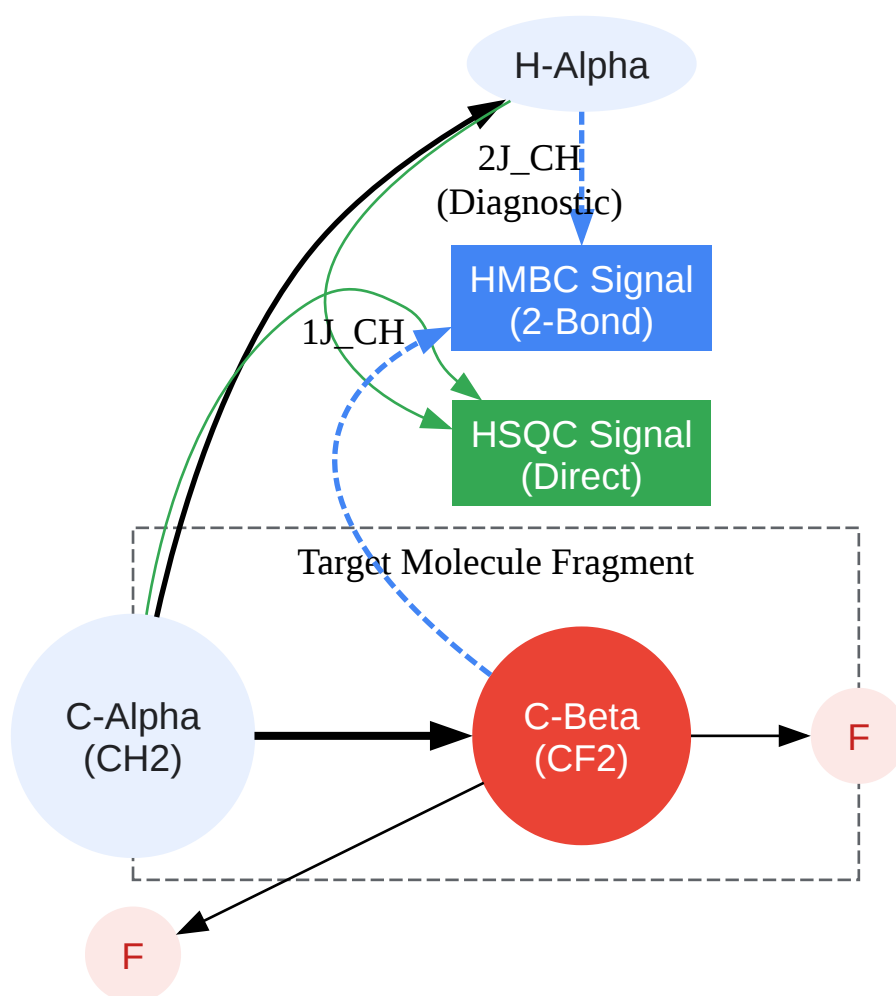 H-Alpha
2J_CH
(Diagnostic)
HMBC Signal
(2-Bond)
1J_CH
HSQC Signal
(Direct)
Target Molecule Fragment
C-Alpha
(CH2)
C-Beta
(CF2)
F
F